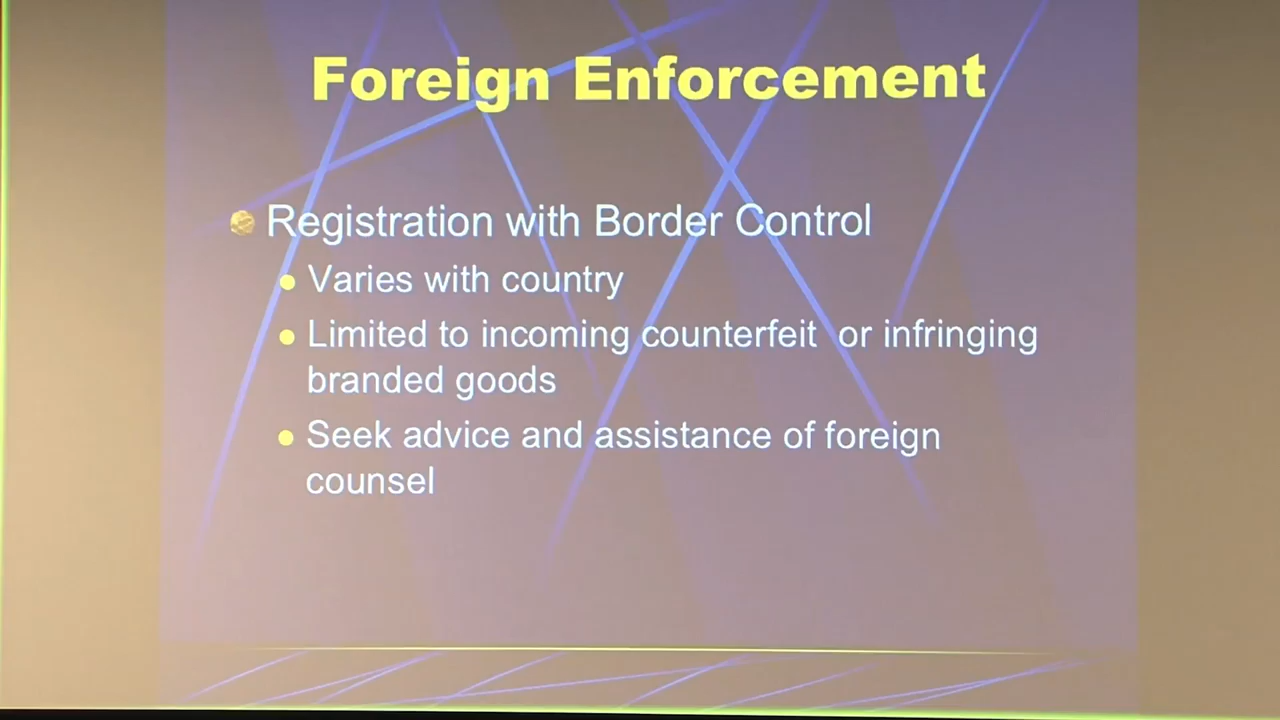 Foreign Enforcement
Registration with Border Control
Varies with country
Limited to incoming counterfeit or infringing
branded goods
Seek advice and assistance of foreign
counsel